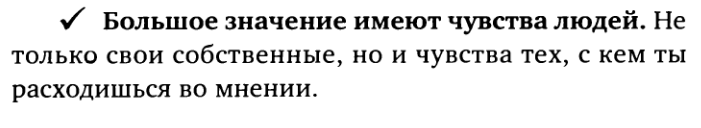 ✓ Большое значение имеют чувства людей. Не
только свои собственные, но и чувства тех, с кем ты
расходишься во мнении.